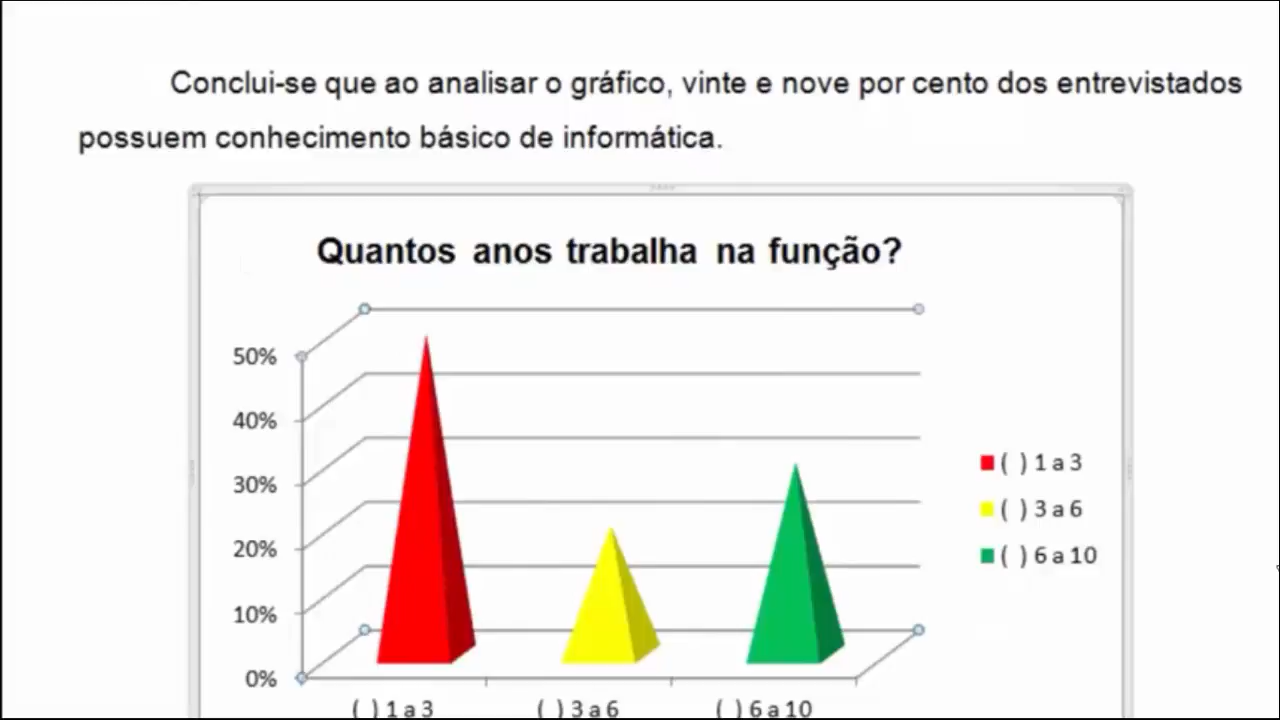 Conclui-se que ao analisar o gráfico, vinte e nove por cento dos entrevistados
possuem conhecimento básico de informática.
Quantos anos trabalha na função?
50%
40%
30%
20%
10%
0%
( ) 1 a 3
( ) 3 a 6
( ) 6 a 10
( ) 1 a 3
( ) 3 a 6
( ) 6 a 10